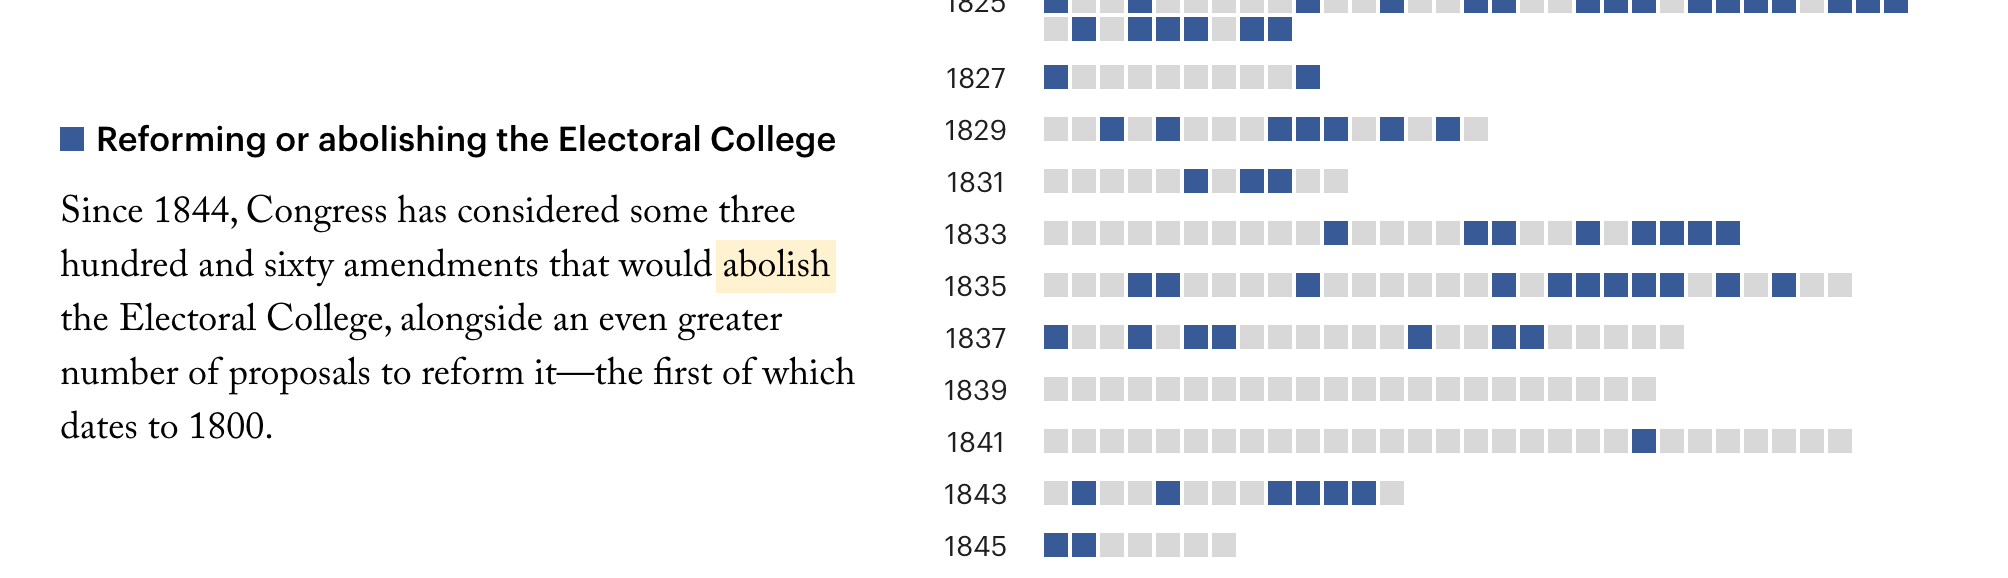 Reforming or abolishing the Electoral College
Since 1844, Congress has considered some three
hundred and sixty amendments that would abolish
the Electoral College, alongside an even greater
number of proposals to reform it—the first of which
dates to 1800.
1825
1827
1829
1831
1833
1835
1837
1839
1841
1843
1845